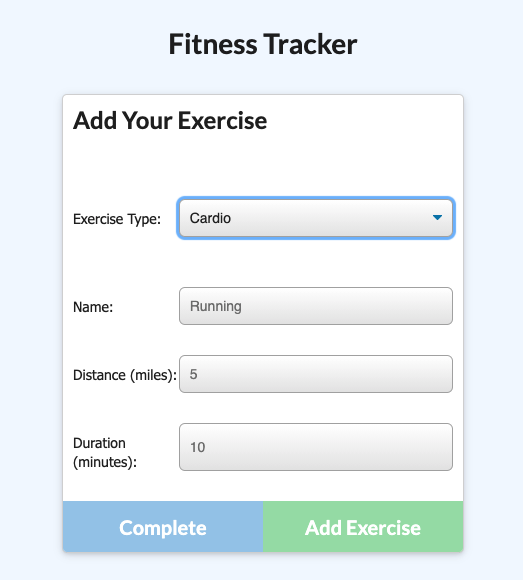 Fitness Tracker
Add Your Exercise
Exercise Type: Cardio
Name: Running
Distance (miles): 5
Duration
(minutes): 10
Complete Add Exercise